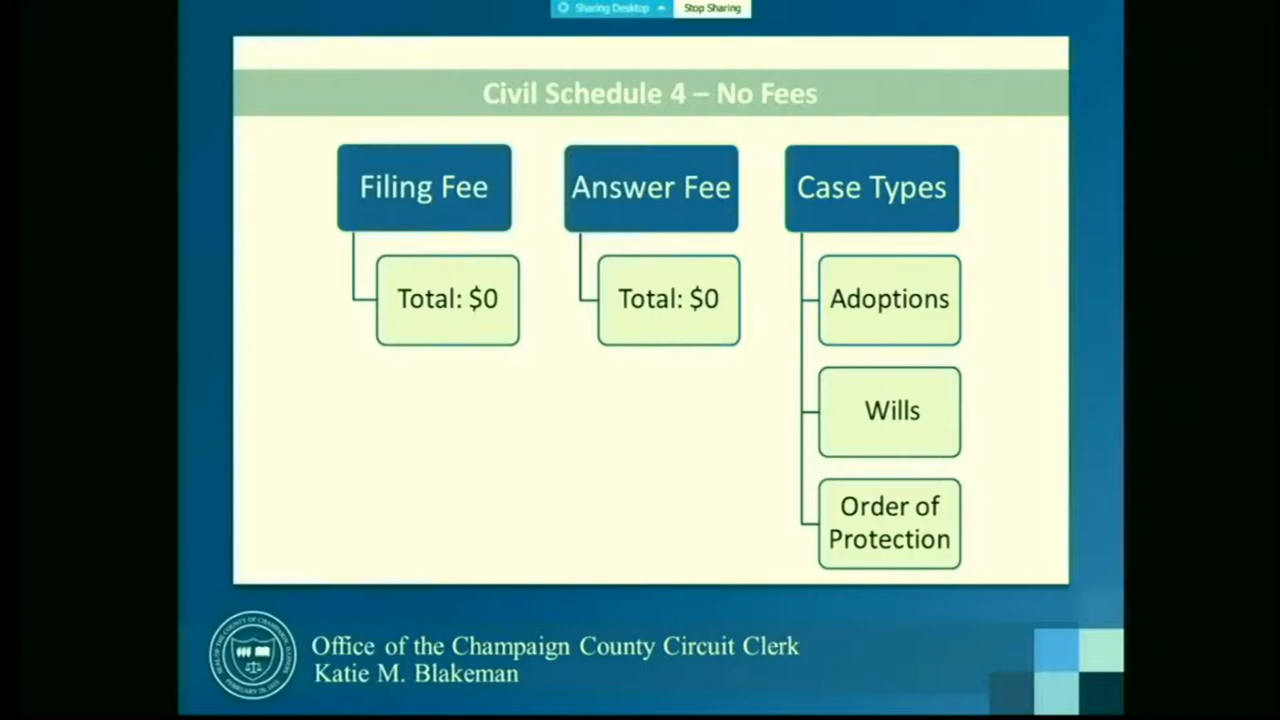 Sharing Desktop
Stop Sharing
Civil Schedule 4 – No Fees
Filing Fee
Total: $0
Answer Fee
Total: $0
Case Types
Adoptions
Wills
Order of
Protection
Office of the Champaign County Circuit Clerk
Katie M. Blakeman